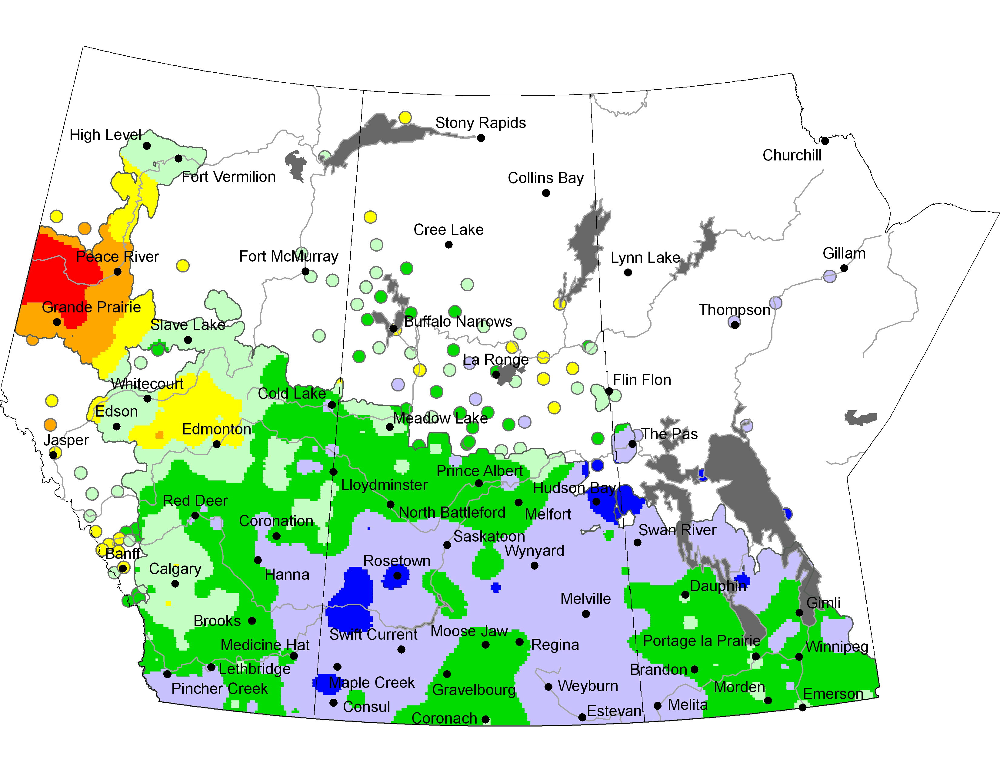 Stony Rapids
High Level
Churchill
Fort Vermilion
Collins Bay
Cree Lake
Peace River
Fort McMurray
Lynn Lake
Gillam
Grande Prairie
Thompson
Slave Lake
Buffalo Narrows
La Ronge
Whitecourt
Flin Flon
Cold Lake
Edson
Meadow Lake
Edmonton
The Pas
Jasper
Prince Albert
Lloydminster
Hudson Bay
Red Deer
North Battleford
Melfort
Coronation
Swan River
Saskatoon
Wynyard
Banff
Rosetown
Calgary
Hanna
Dauphin
Melville
Gimli
Brooks
Swift Current
Moose Jaw
Portage la Prairie
Medicine Hat
Regina
Winnipeg
Lethbridge
Brandon
Maple Creek
Pincher Creek
Gravelbourg
Weyburn
Morden
Emerson
Consul
Melita
Estevan
Coronach